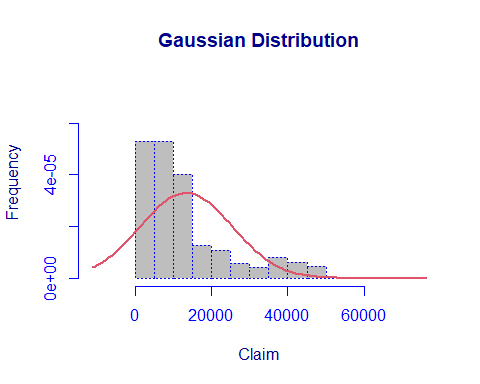 Gaussian Distribution
Frequency
4e-05
0e+00
0
20000
40000
60000
Claim